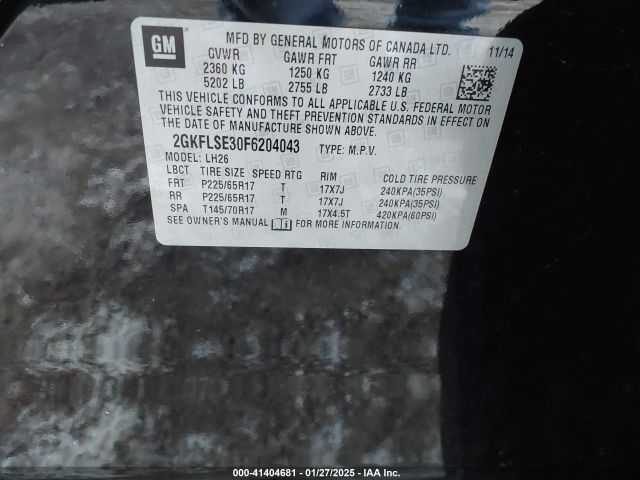 GM
MFD BY GENERAL MOTORS OF CANADA LTD. 11/14
GVWR GAWR FRT GAWR RR
2360 KG 1250 KG 1240 KG
5202 LB 2755 LB 2733 LB
THIS VEHICLE CONFORMS TO ALL APPLICABLE U.S. FEDERAL MOTOR
VEHICLE SAFETY AND THEFT PREVENTION STANDARDS IN EFFECT ON
THE DATE OF MANUFACTURE SHOWN ABOVE.
2GKFLSE30F6204043 TYPE: M.P.V.
MODEL: LH26
LBCT TIRE SIZE SPEED RTG RIM COLD TIRE PRESSURE
FRT P225/65R17 T 17X7J 240KPA(35PSI)
RR P225/65R17 T 17X7J 240KPA(35PSI)
SPA T145/70R17 M 17X4.5T 420KPA(60PSI)
SEE OWNER'S MANUAL i FOR MORE INFORMATION.
000-41404681 - 01/27/2025 - IAA Inc.